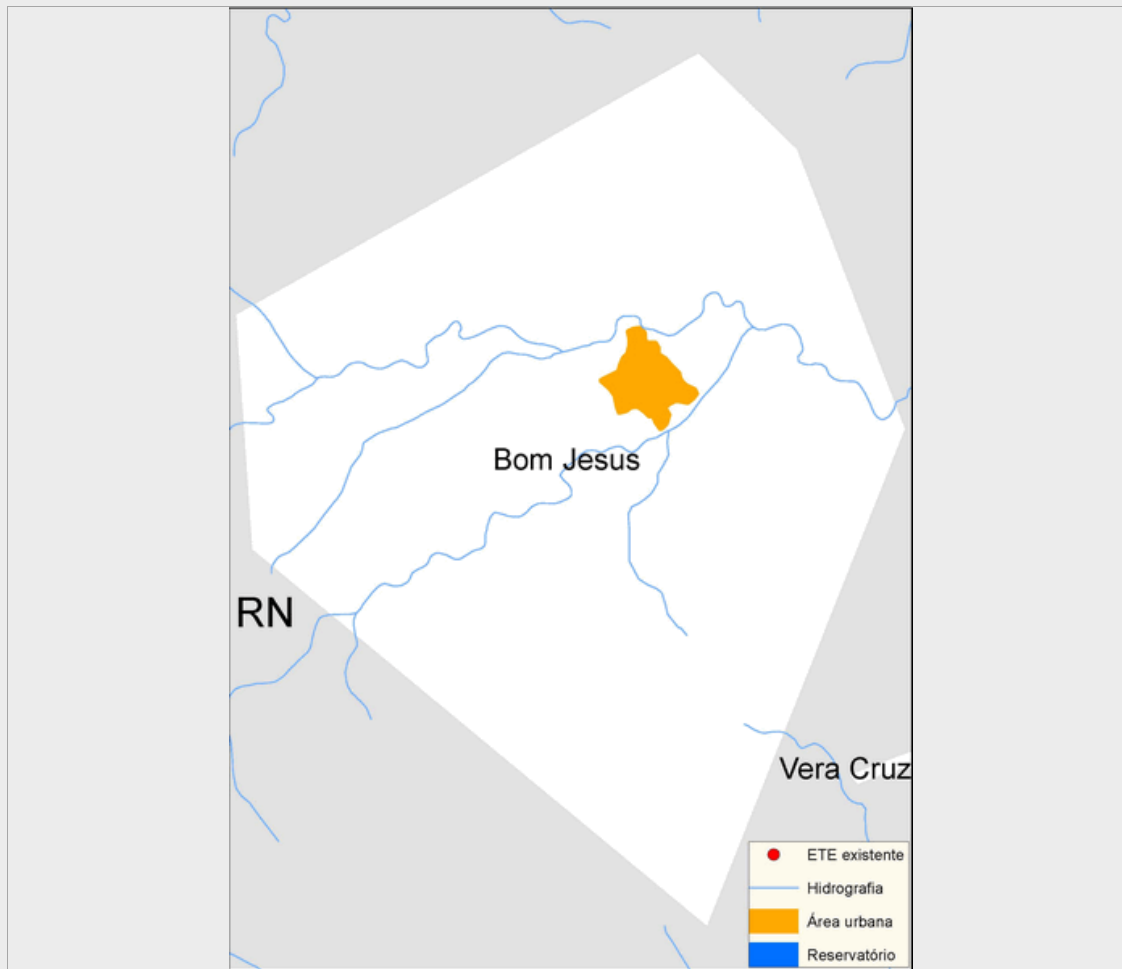 Bom Jesus
RN
Vera Cruz
ETE existente
Hidrografia
Área urbana
Reservatório